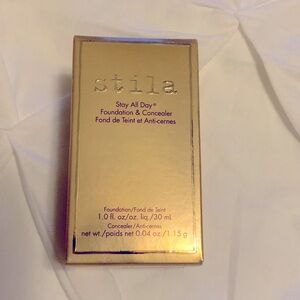 stila
Stay All Day®
Foundation & Concealer
Fond de Teint et Anti-cernes
Foundation/Fond de Teint
1.0 fl. oz/oz. liq./30 ml
Concealer/Anti-cernes
net wt./poids net 0.04 oz./1.15 g